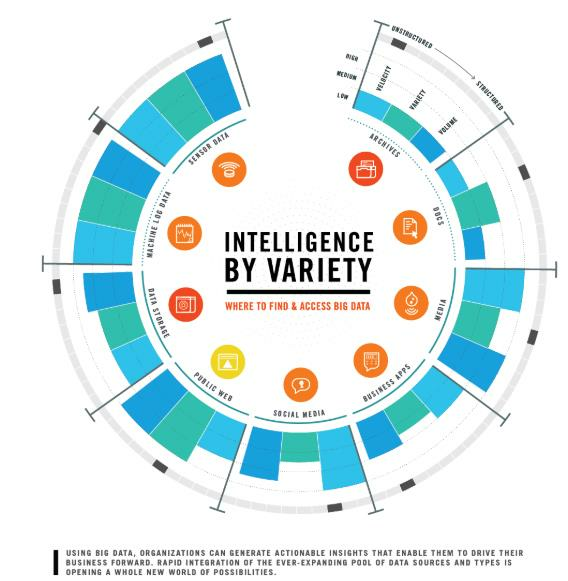 UNSTRUCTURED
STRUCTURED
HIGH
MEDIUM
LOW
VELOCITY
VARIETY
VOLUME
ARCHIVES
DOCS
MEDIA
BUSINESS APPS
SOCIAL MEDIA
PUBLIC WEB
DATA STORAGE
MACHINE LOG DATA
SENSOR DATA
INTELLIGENCE
BY VARIETY
WHERE TO FIND & ACCESS BIG DATA
USING BIG DATA, ORGANIZATIONS CAN GENERATE ACTIONABLE INSIGHTS THAT ENABLE THEM TO DRIVE THEIR
BUSINESS FORWARD. RAPID INTEGRATION OF THE EVER-EXPANDING POOL OF DATA SOURCES AND TYPES IS
OPENING A WHOLE NEW WORLD OF POSSIBILITIES.